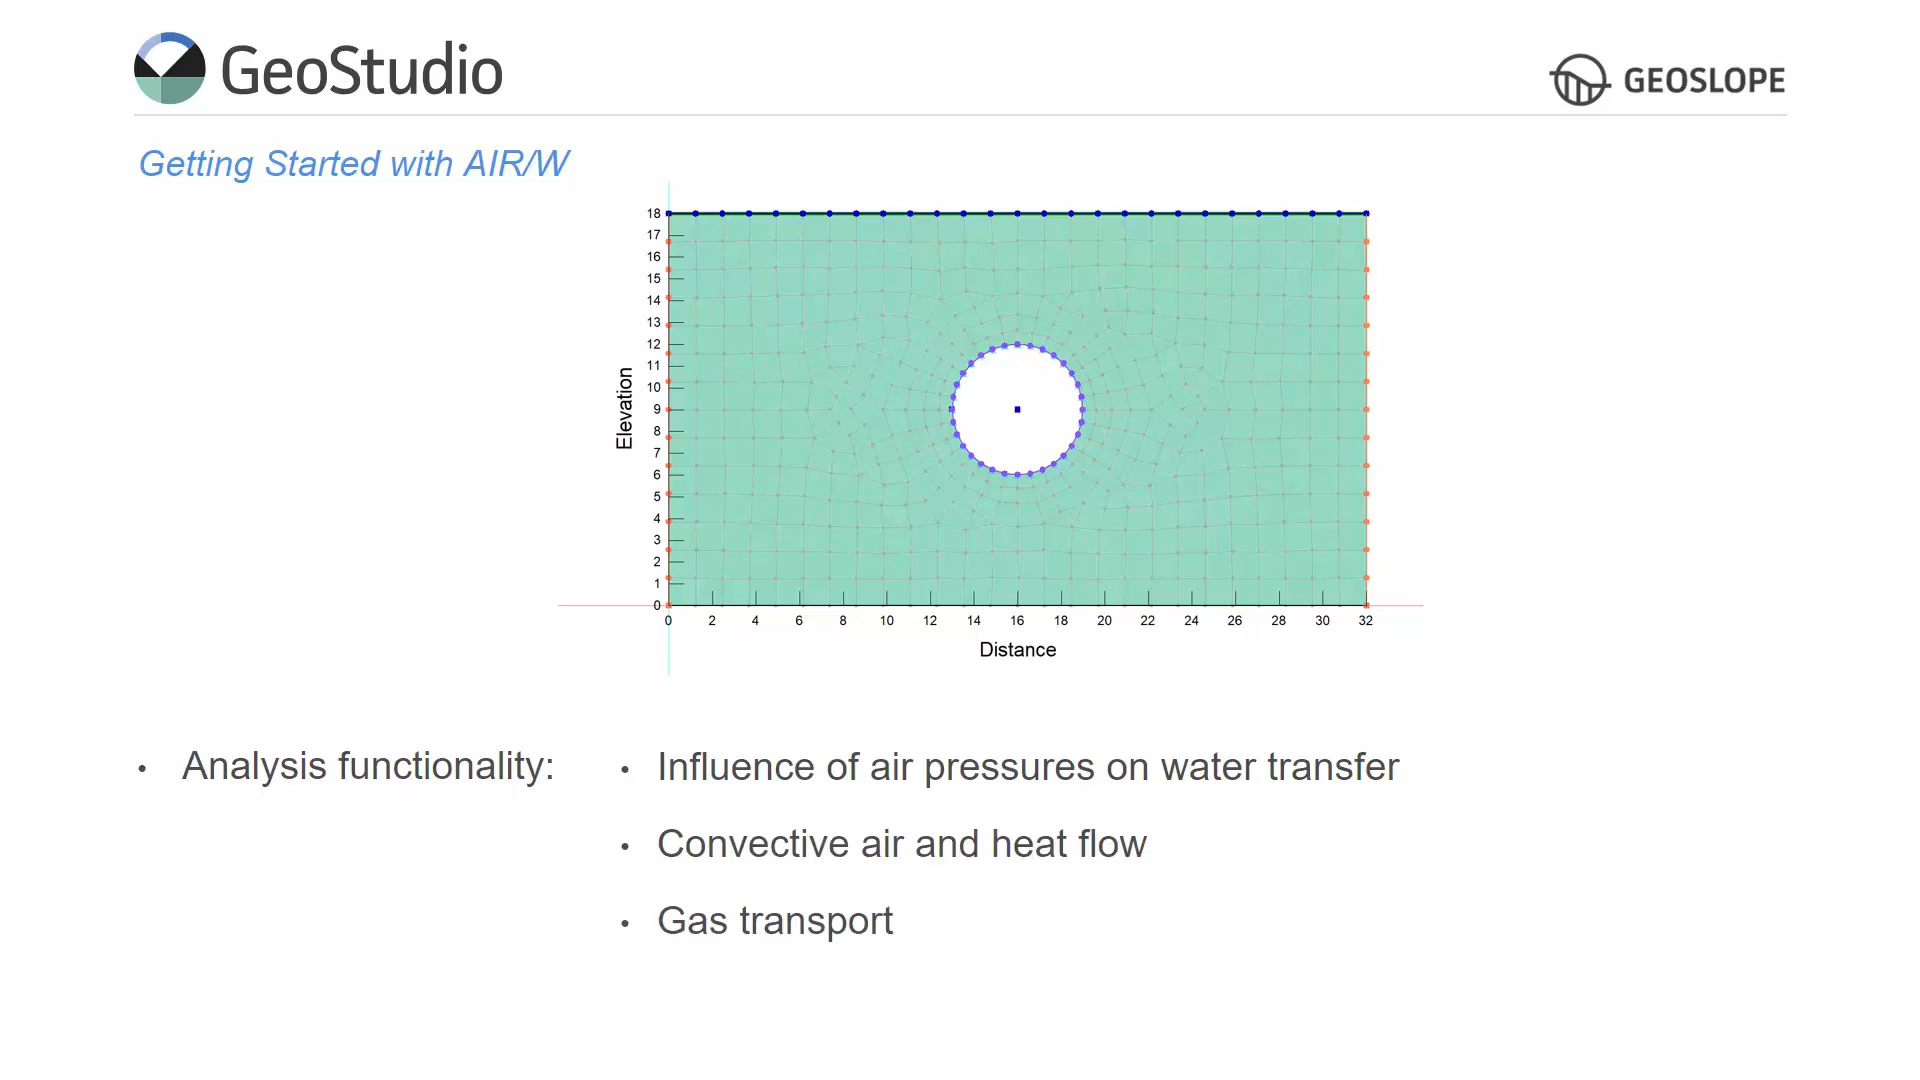 GeoStudio
GEOSLOPE
Getting Started with AIR/W
18
17
16
15
14
13
12
11
10
9
8
7
6
5
4
3
2
1
0
Elevation
0 2 4 6 8 10 12 14 16 18 20 22 24 26 28 30 32
Distance
• Analysis functionality:
• Influence of air pressures on water transfer
• Convective air and heat flow
• Gas transport